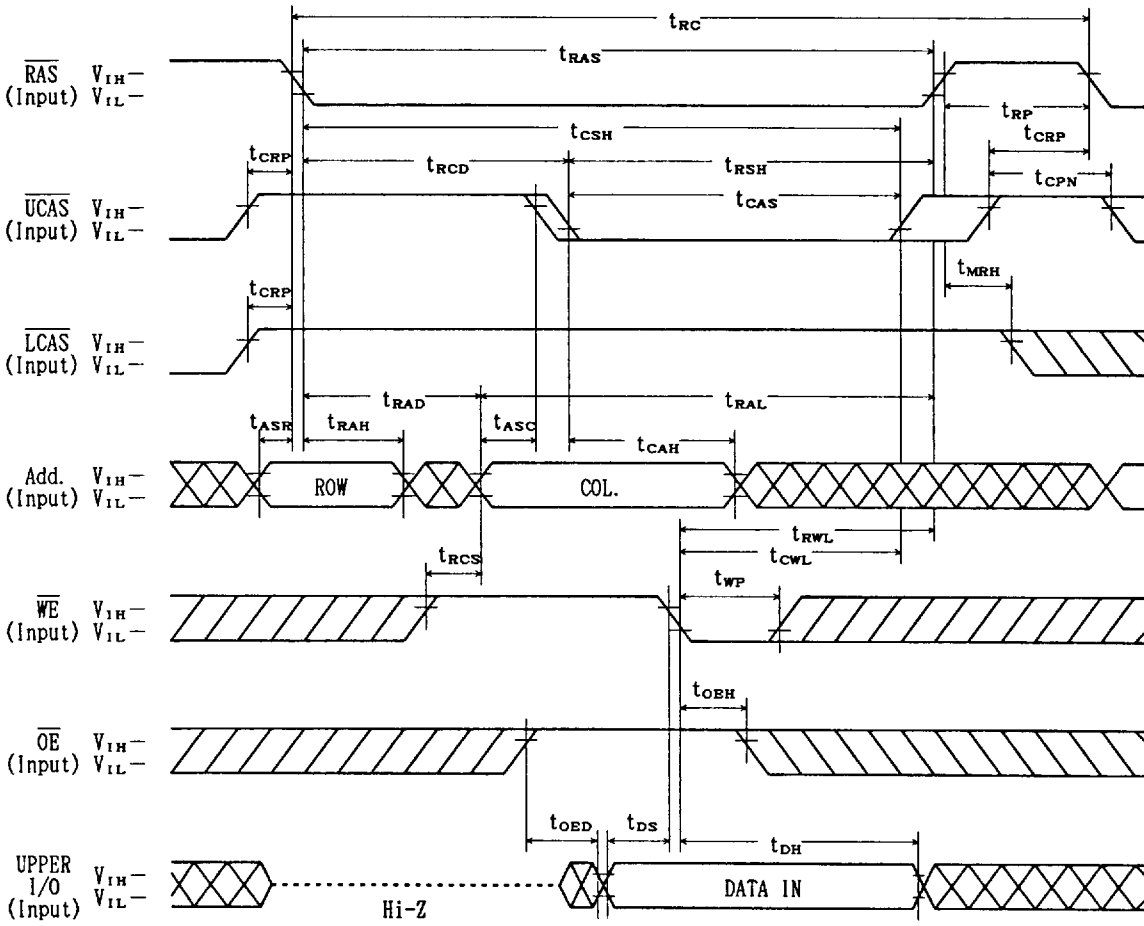 tRC
tRAS
RAS VIH—
(Input) VIL—
tRP
tCSH
tCRP
tCRP tRCD tRSH
tCPN
tCAS
UCAS VIH—
(Input) VIL—
tMRH
tCRP
LCAS VIH—
(Input) VIL—
tRAD tRAL
tASR tRAH tASC
tCAH
Add. VIH—
(Input) VIL—
ROW COL.
tRWL
tCWL
tRCS
tWP
WE VIH—
(Input) VIL—
tOEH
OE VIH—
(Input) VIL—
tOED tDS
tDH
UPPER
I/O VIH—
(Input) VIL—
DATA IN
Hi-Z